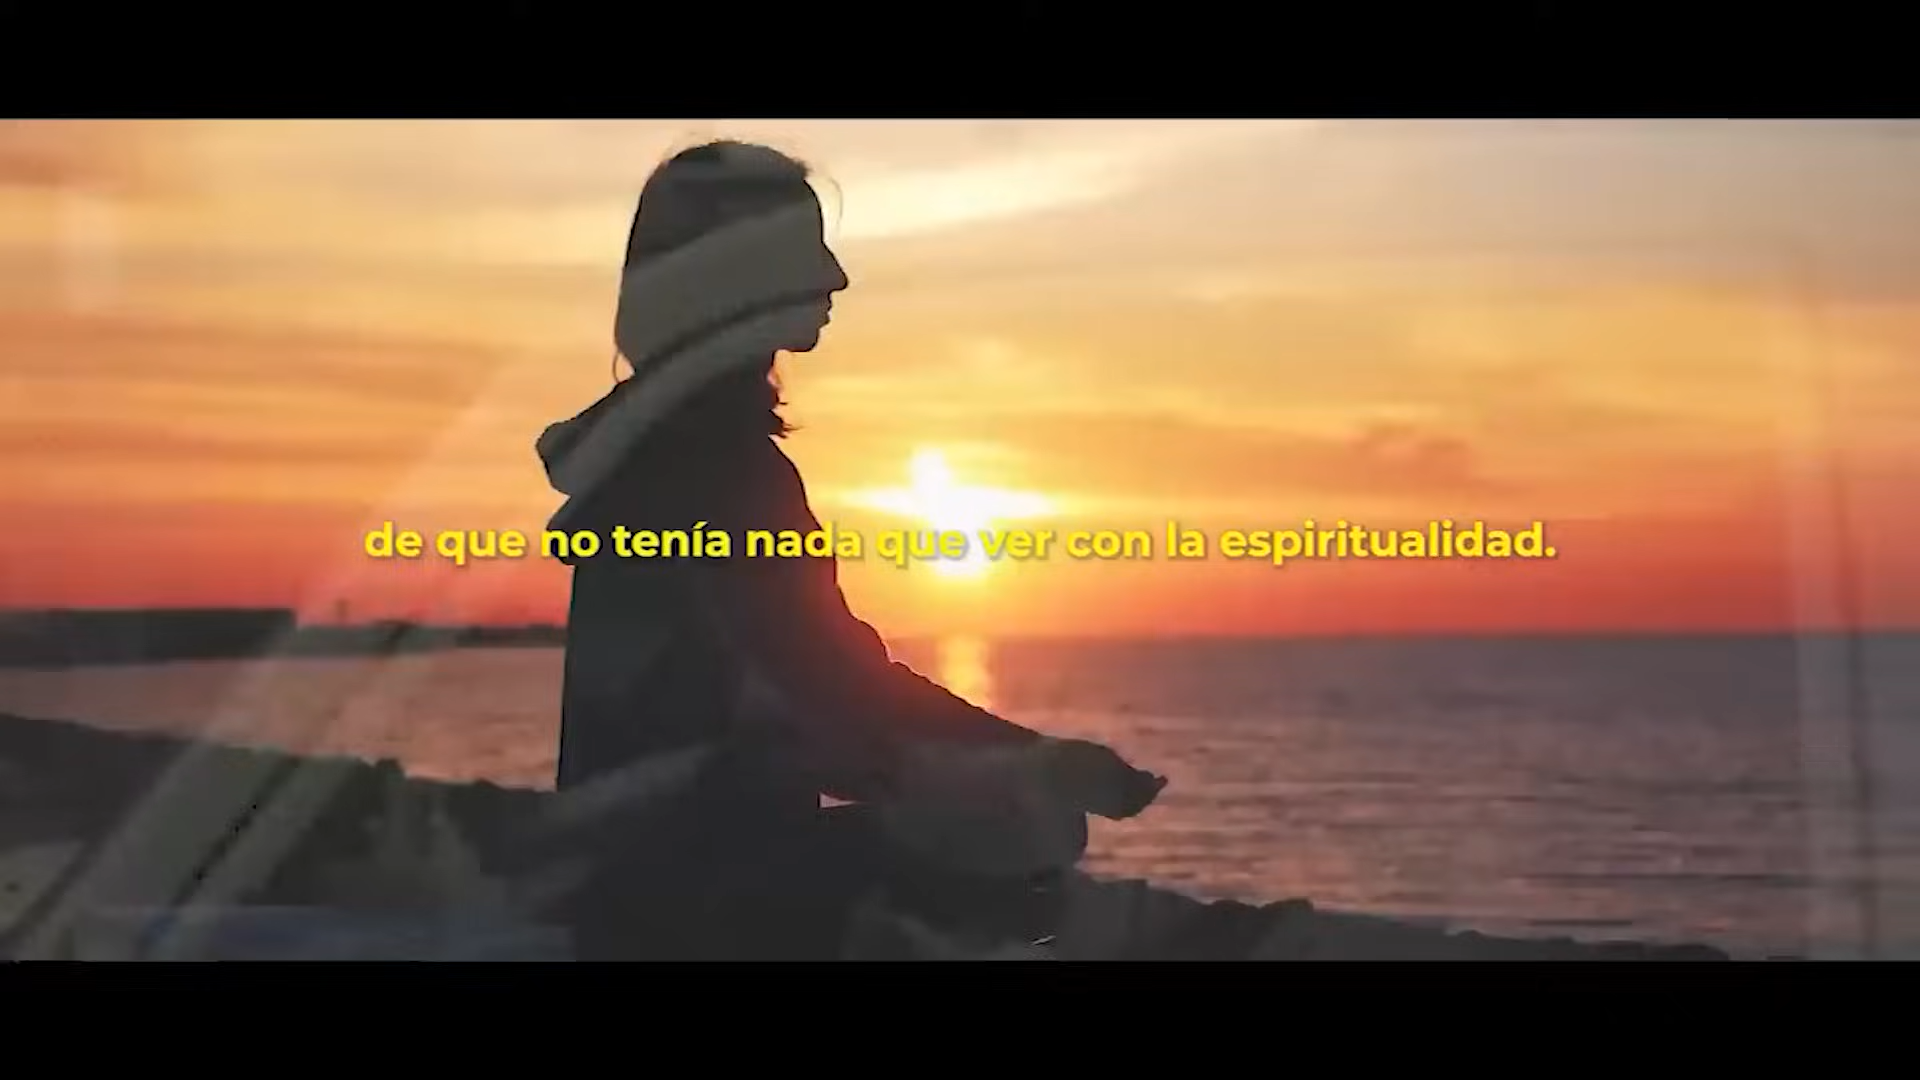 de que no tenía nada que ver con la espiritualidad.